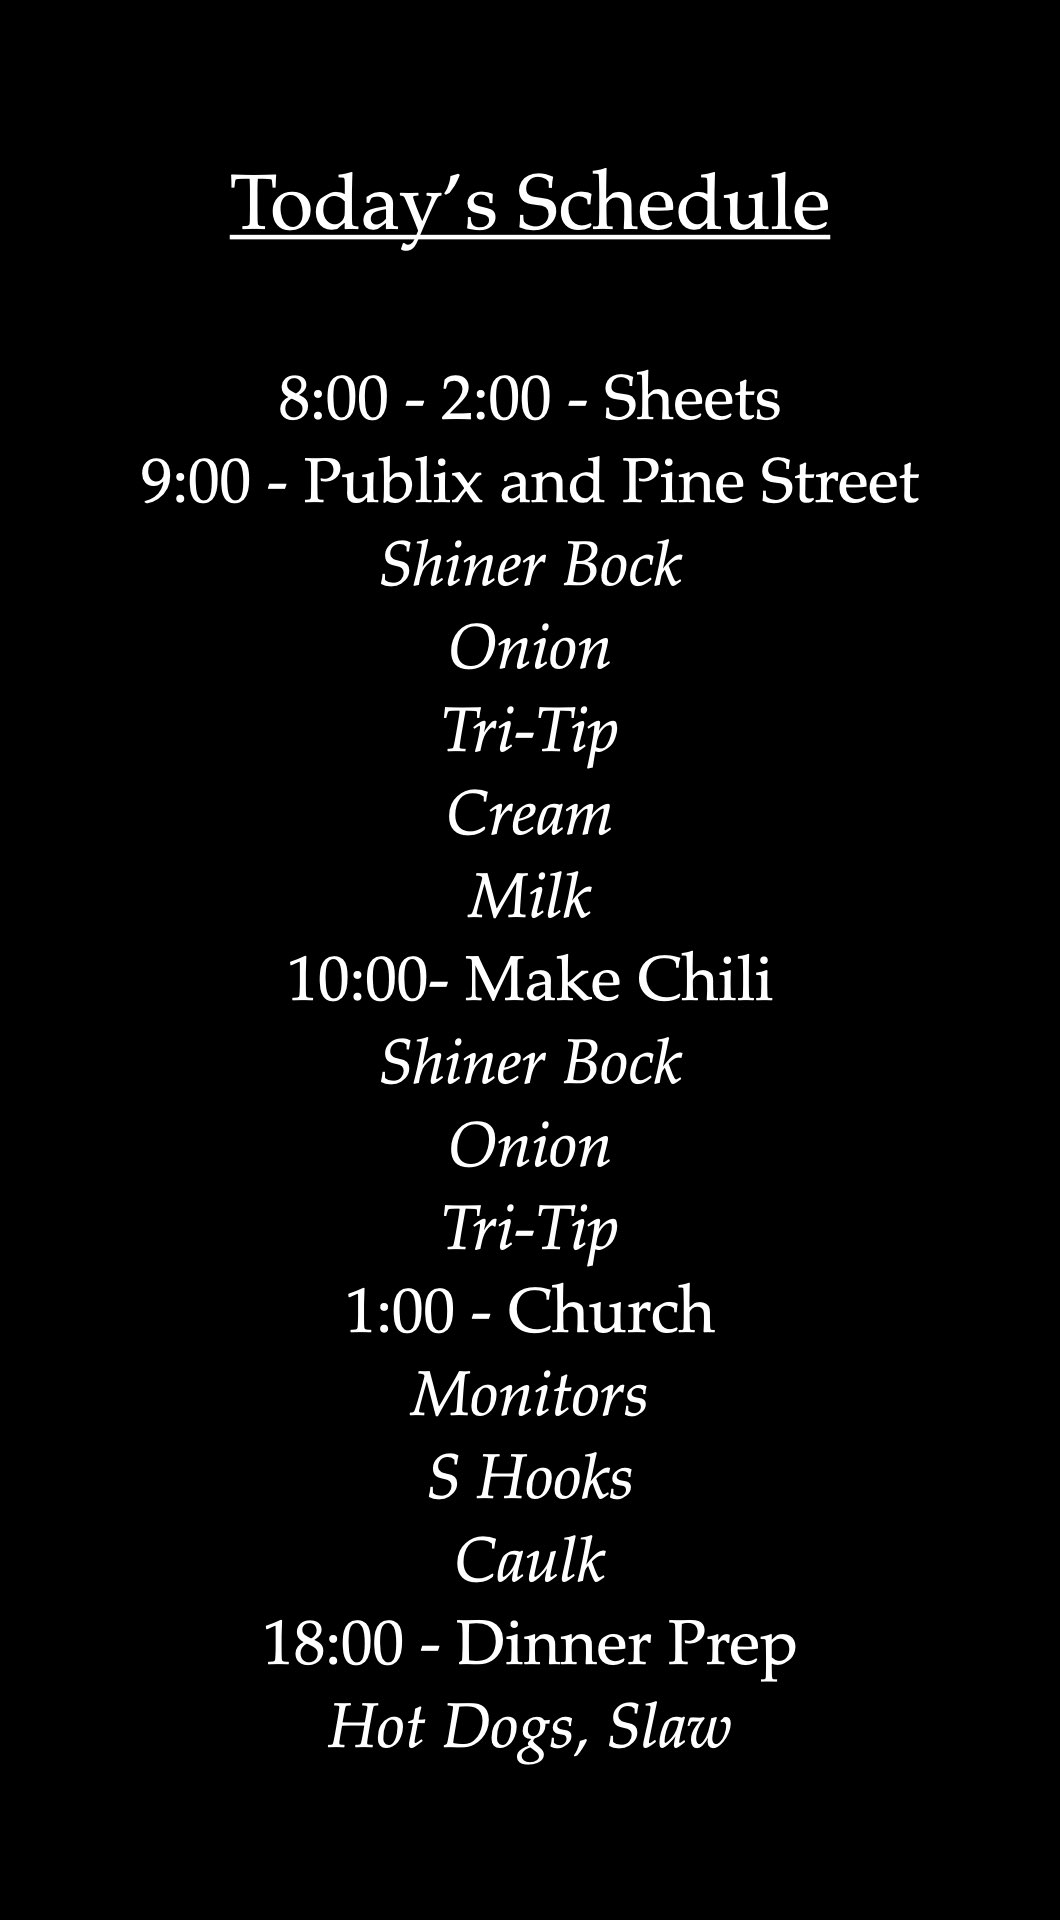 Today’s Schedule
8:00 - 2:00 - Sheets
9:00 - Publix and Pine Street
Shiner Bock
Onion
Tri-Tip
Cream
Milk
10:00- Make Chili
Shiner Bock
Onion
Tri-Tip
1:00 - Church
Monitors
S Hooks
Caulk
18:00 - Dinner Prep
Hot Dogs, Slaw